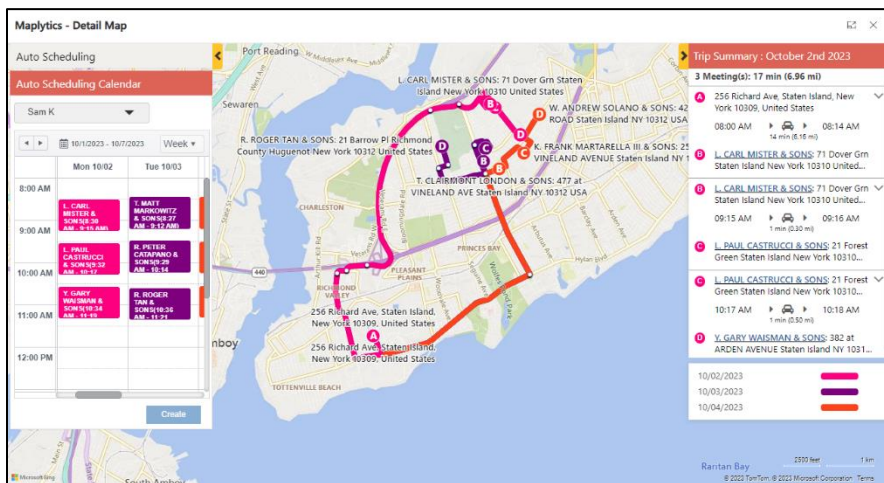 Maplytics - Detail Map
Auto Scheduling
Auto Scheduling Calendar
Sam K
10/1/2023 - 10/7/2023
Week
Mon 10/02
Tue 10/03
8:00 AM
9:00 AM
10:00 AM
11:00 AM
12:00 PM
L. CARL
MISTER &
SONS(8:30
AM - 9:15 AM)
T. MATT
MARKOWITZ
& SONS(8:27
AM - 9:12 AM)
L. PAUL
CASTRUCCI
& SON(9:32
AM - 10:17
R. PETER
CATAPANO &
SONS(9:29
AM - 10:14
Y. GARY
WAISMAN &
SONS(10:34
AM - 11:19
R. ROGER
TAN &
SONS(10:36
AM - 11:21
Create
Port Reading
Sewaren
L. CARL MISTER & SONS: 71 Dover Grn Staten
Island New York 10310 United States
W. ANDREW SOLANO & SONS: 42
ROAD Staten Island NY 10312 USA
R. ROGER TAN & SONS: 21 Barrow Pl Richmond
County Huguenot New York 10312 United States
K. FRANK MARTARELLA III & SONS: 25
VINELAND AVENUE Staten Island NY 1
T. CLAIRMONT LONDON & SONS: 477 at
VINELAND AVE Staten Island NY 10312 USA
CHARLESTON
PRINCES BAY
PLEASANT
PLAINS
RICHMOND
VALLEY
440
Hylan Blvd
256 Richard Ave, Staten Island,
New York 10309, United States
A
256 Richard Ave, Staten Island,
New York 10309, United States
TOTTENVILLE BEACH
South Amboy
Microsoft Bing
Trip Summary : October 2nd 2023
3 Meeting(s): 17 min (6.96 mi)
A 256 Richard Ave, Staten Island, New
York 10309, United States
08:00 AM 08:14 AM
14 min (6.16 mi)
B L. CARL MISTER & SONS: 71 Dover Grn
Staten Island New York 10310 United...
B L. CARL MISTER & SONS: 71 Dover Grn
Staten Island New York 10310 United...
09:15 AM 09:16 AM
1 min (0.30 mi)
C L. PAUL CASTRUCCI & SONS: 21 Forest
Green Staten Island New York 10310...
C L. PAUL CASTRUCCI & SONS: 21 Forest
Green Staten Island New York 10310...
10:17 AM 10:18 AM
1 min (0.50 mi)
D Y. GARY WAISMAN & SONS: 382 at
ARDEN AVENUE Staten Island NY 1031...
10/02/2023
10/03/2023
10/04/2023
Raritan Bay
2500 feet 1 km
© 2023 TomTom, © 2023 Microsoft Corporation Terms